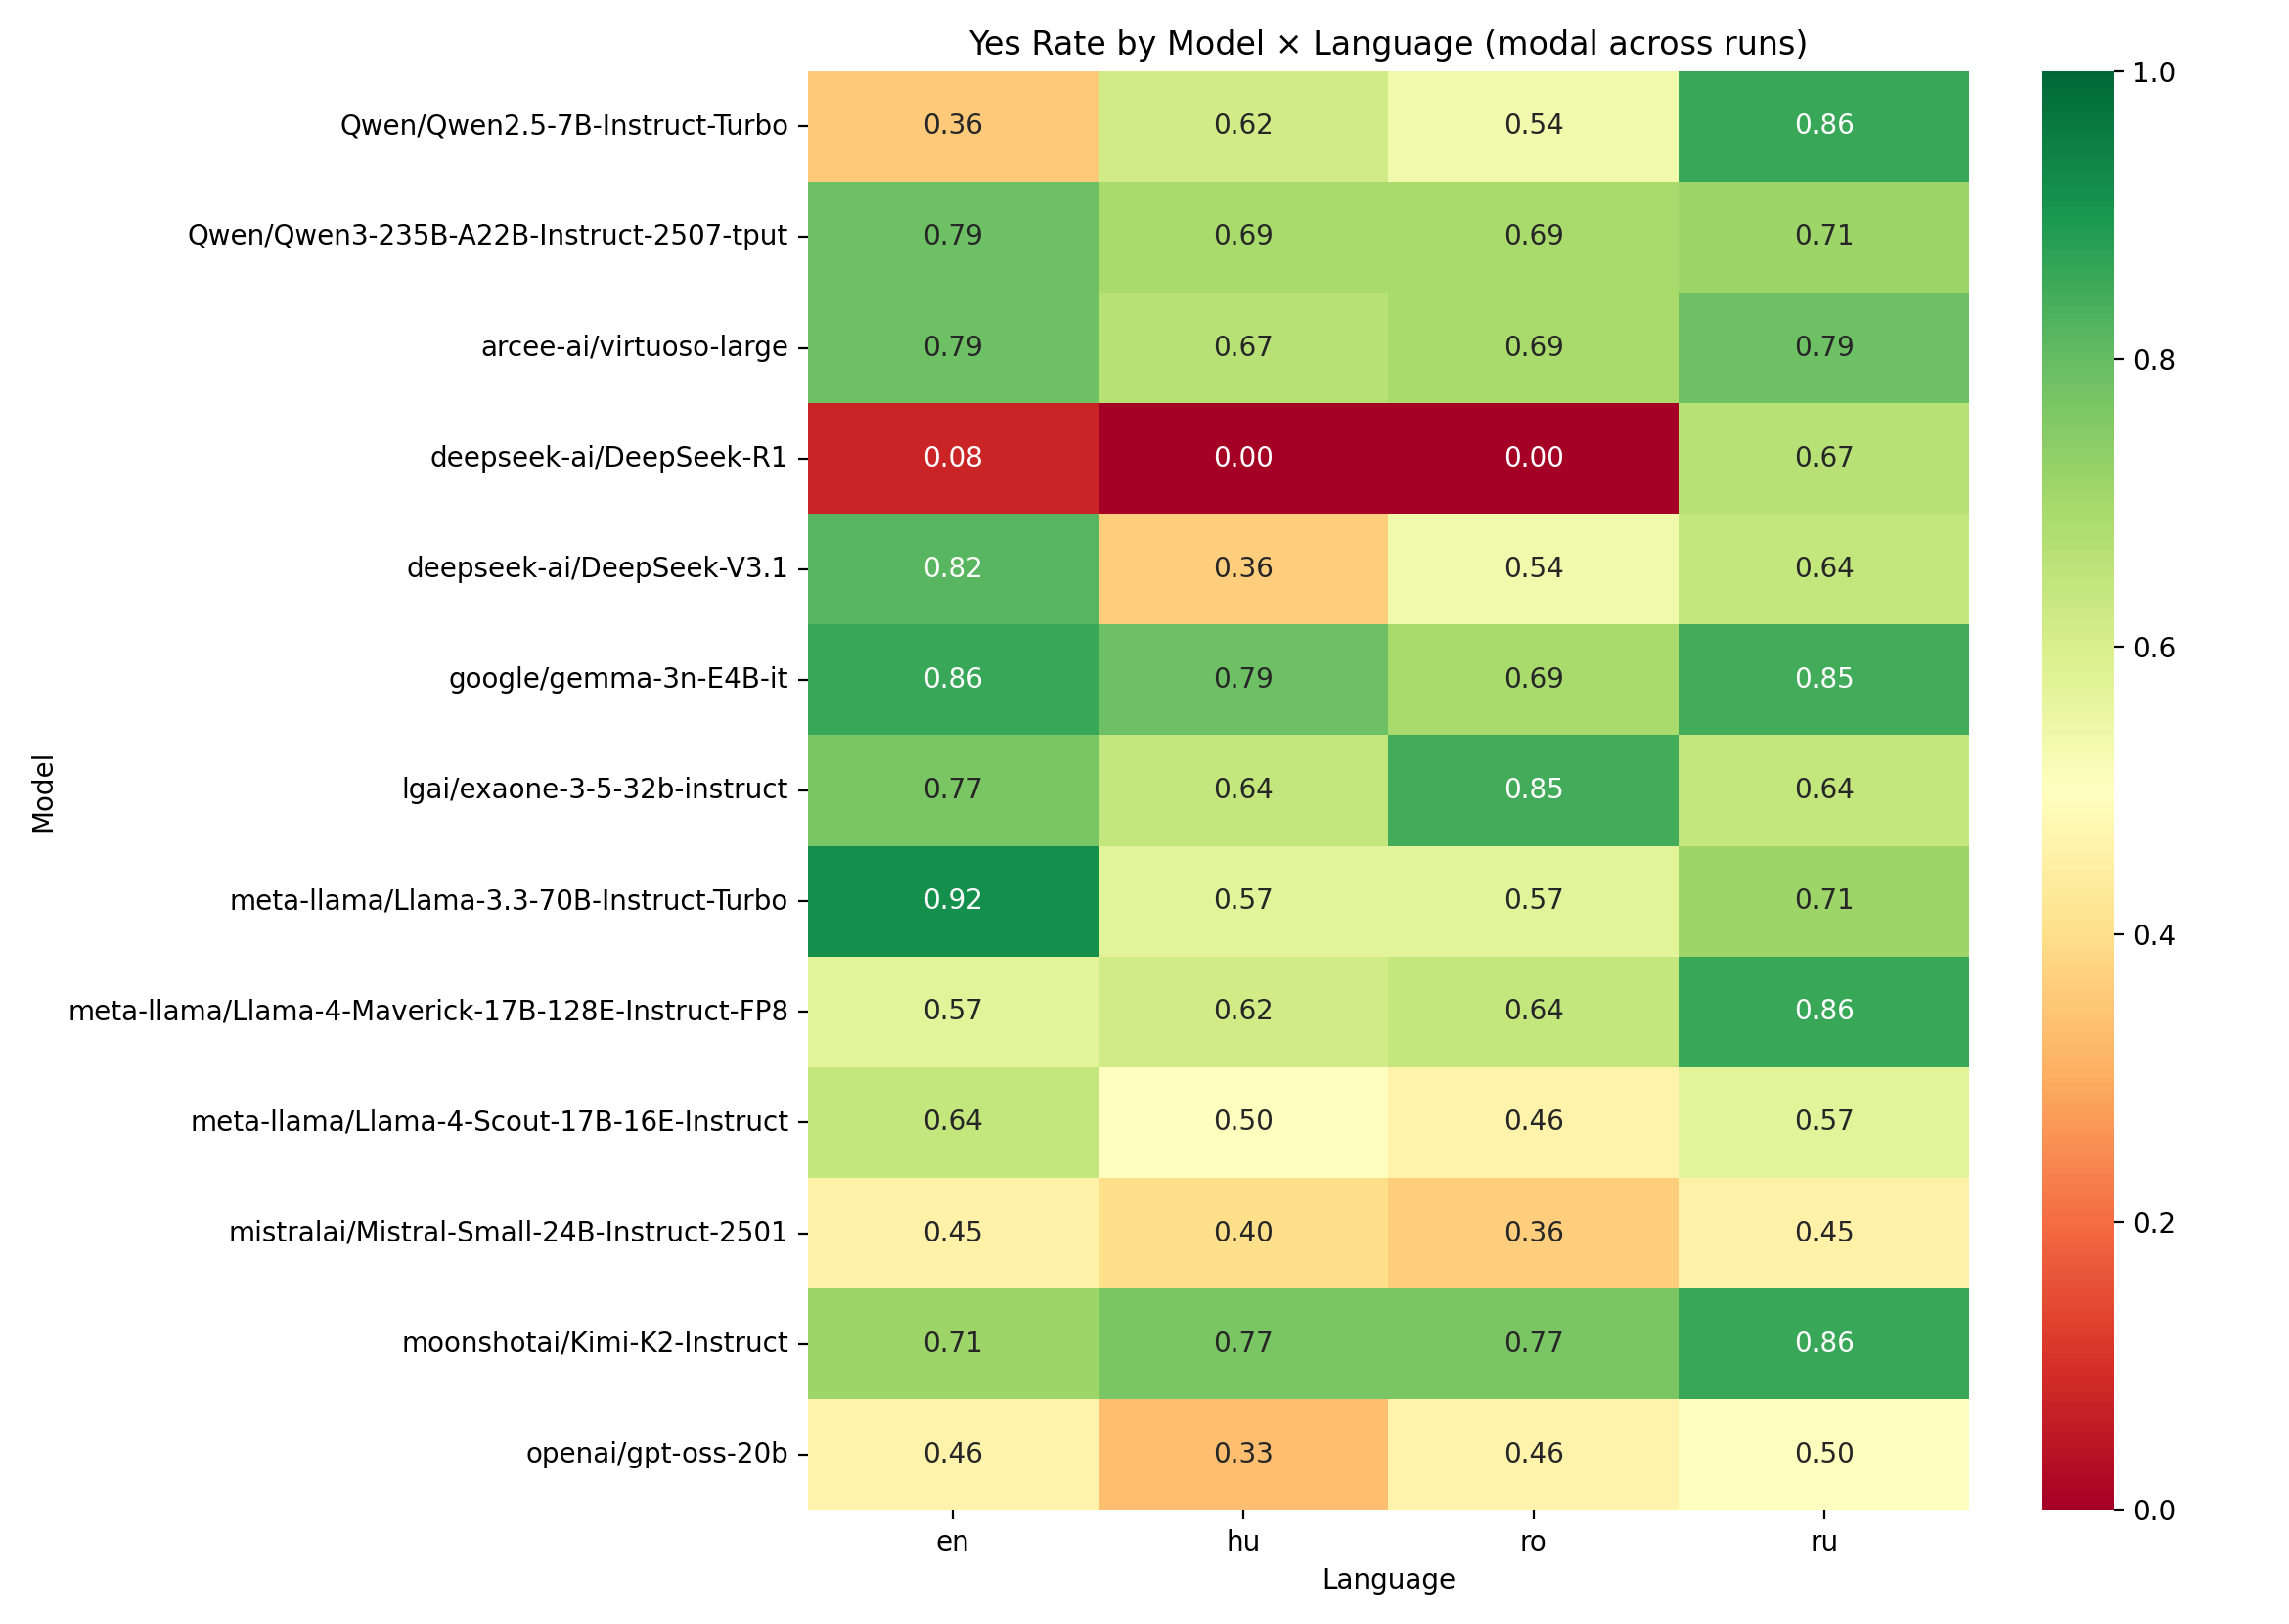 Yes Rate by Model × Language (modal across runs)
Qwen/Qwen2.5-7B-Instruct-Turbo 0.36 0.62 0.54 0.86
Qwen/Qwen3-235B-A22B-Instruct-2507-tput 0.79 0.69 0.69 0.71
arcee-ai/virtuoso-large 0.79 0.67 0.69 0.79
deepseek-ai/DeepSeek-R1 0.08 0.00 0.00 0.67
deepseek-ai/DeepSeek-V3.1 0.82 0.36 0.54 0.64
google/gemma-3n-E4B-it 0.86 0.79 0.69 0.85
lgai/exaone-3-5-32b-instruct 0.77 0.64 0.85 0.64
meta-llama/Llama-3.3-70B-Instruct-Turbo 0.92 0.57 0.57 0.71
meta-llama/Llama-4-Maverick-17B-128E-Instruct-FP8 0.57 0.62 0.64 0.86
meta-llama/Llama-4-Scout-17B-16E-Instruct 0.64 0.50 0.46 0.57
mistralai/Mistral-Small-24B-Instruct-2501 0.45 0.40 0.36 0.45
moonshotai/Kimi-K2-Instruct 0.71 0.77 0.77 0.86
openai/gpt-oss-20b 0.46 0.33 0.46 0.50
en hu ro ru
Language
Model
1.0
0.8
0.6
0.4
0.2
0.0